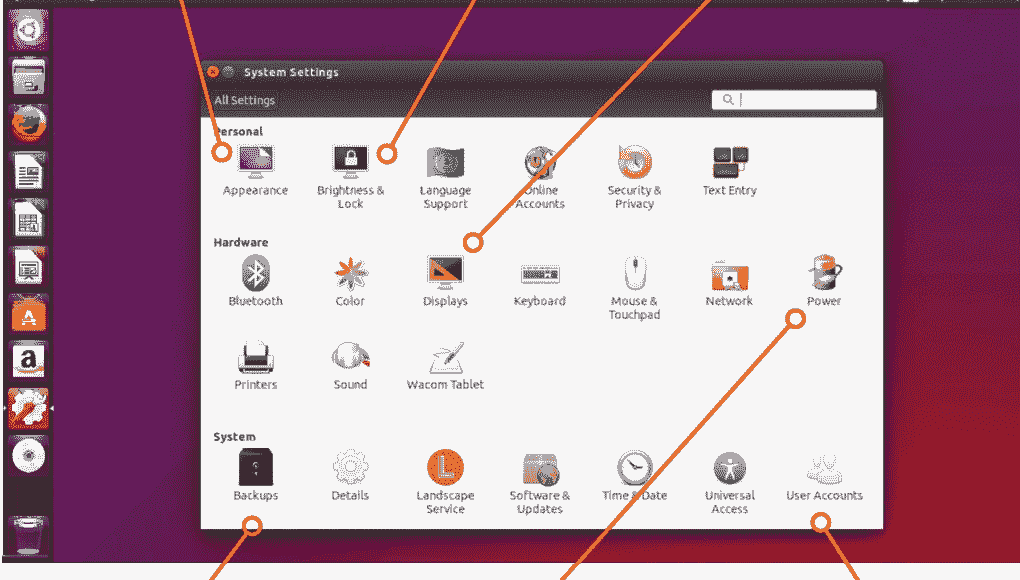 System Settings
All Settings
Personal
Appearance
Brightness &
Lock
Language
Support
Online
Accounts
Security &
Privacy
Text Entry
Hardware
Bluetooth
Color
Displays
Keyboard
Mouse &
Touchpad
Network
Power
Printers
Sound
Wacom Tablet
System
Backups
Details
Landscape
Service
Software &
Updates
Time & Date
Universal
Access
User Accounts